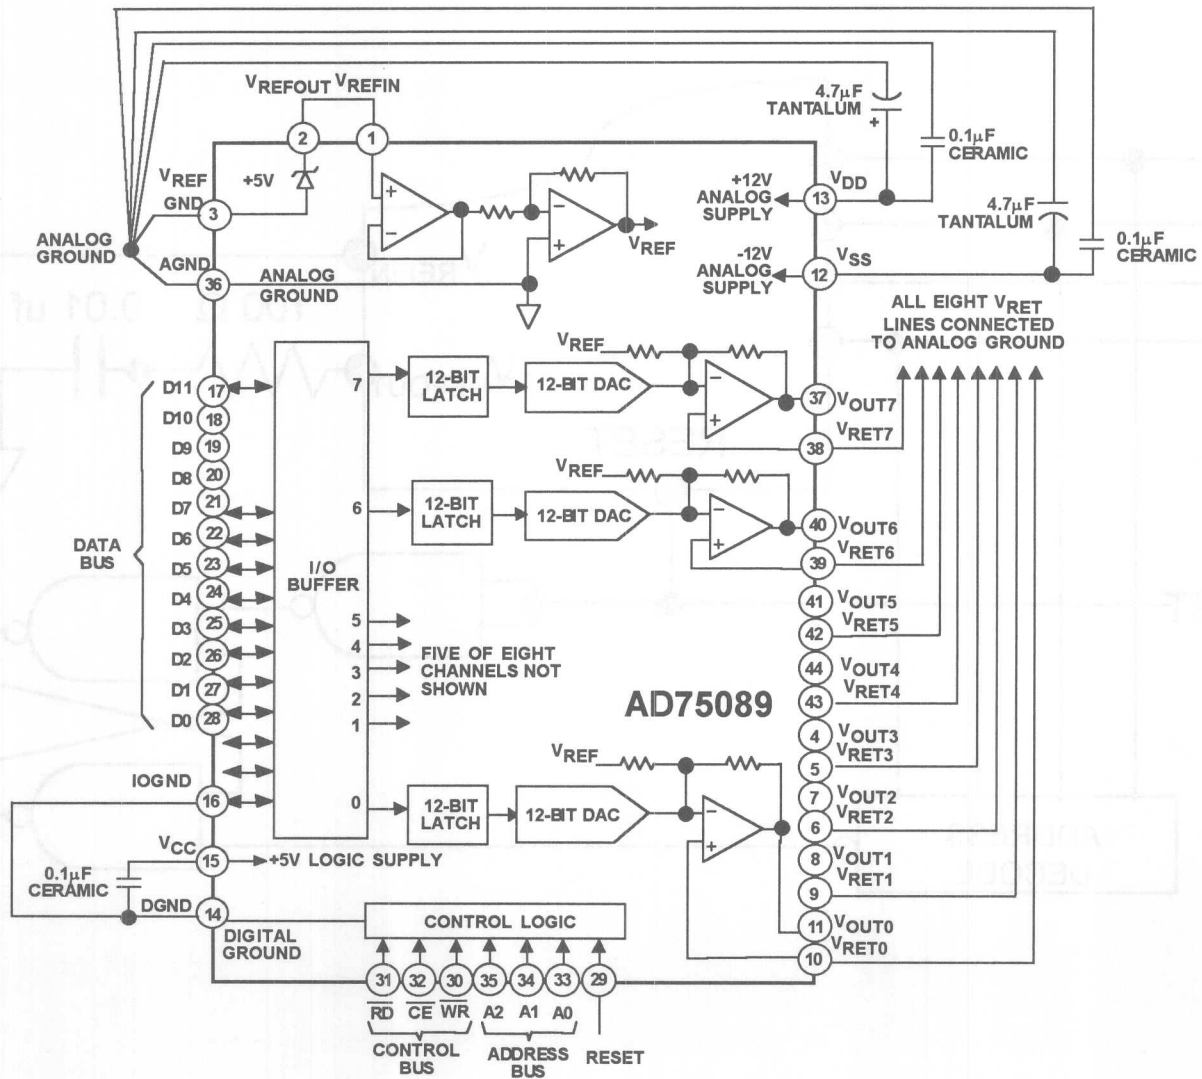 VREFOUT VREFIN
2
1
4.7µF
TANTALUM
+
0.1µF
CERAMIC
VREF
GND
3
+5V
+
−
−
+
VREF
+12V
ANALOG
SUPPLY
13
VDD
4.7µF
TANTALUM
0.1µF
CERAMIC
ANALOG
GROUND
AGND
36
ANALOG
GROUND
-12V
ANALOG
SUPPLY
12
VSS
ALL EIGHT VRET
LINES CONNECTED
TO ANALOG GROUND
DATA
BUS
D11 17
D10 18
D9 19
D8 20
D7 21
D6 22
D5 23
D4 24
D3 25
D2 26
D1 27
D0 28
I/O
BUFFER
7
12-BIT
LATCH
12-BIT DAC
VREF
−
+
37 VOUT7
38 VRET7
6
12-BIT
LATCH
12-BIT DAC
VREF
−
+
40 VOUT6
39 VRET6
5
4
3
2
1
FIVE OF EIGHT
CHANNELS NOT
SHOWN
41 VOUT5
42 VRET5
44 VOUT4
43 VRET4
AD75089
4 VOUT3
5 VRET3
7 VOUT2
6 VRET2
8 VOUT1
9 VRET1
0
12-BIT
LATCH
12-BIT DAC
VREF
−
+
11 VOUT0
10 VRET0
IOGND
16
VCC
15
+5V LOGIC SUPPLY
0.1µF
CERAMIC
DGND
14
DIGITAL
GROUND
CONTROL LOGIC
31 32 30 35 34 33 29
RD CE WR A2 A1 A0
CONTROL
BUS
ADDRESS
BUS
RESET